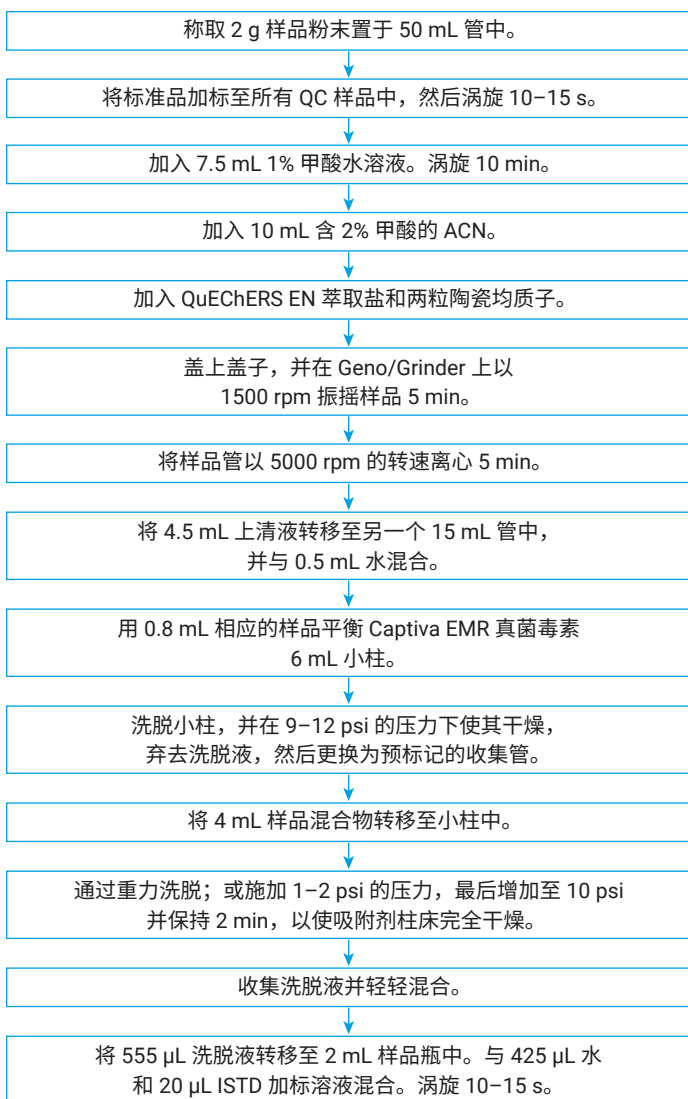 称取 2 g 样品粉末置于 50 mL 管中。
将标准品加标至所有 QC 样品中，然后涡旋 10–15 s。
加入 7.5 mL 1% 甲酸水溶液。涡旋 10 min。
加入 10 mL 含 2% 甲酸的 ACN。
加入 QuEChERS EN 萃取盐和两粒陶瓷均质子。
盖上盖子，并在 Geno/Grinder 上以
1500 rpm 振摇样品 5 min。
将样品管以 5000 rpm 的转速离心 5 min。
将 4.5 mL 上清液转移至另一个 15 mL 管中，
并与 0.5 mL 水混合。
用 0.8 mL 相应的样品平衡 Captiva EMR 真菌毒素
6 mL 小柱。
洗脱小柱，并在 9–12 psi 的压力下使其干燥，
弃去洗脱液，然后更换为预标记的收集管。
将 4 mL 样品混合物转移至小柱中。
通过重力洗脱；或施加 1–2 psi 的压力，最后增加至 10 psi
并保持 2 min，以使吸附剂柱床完全干燥。
收集洗脱液并轻轻混合。
将 555 µL 洗脱液转移至 2 mL 样品瓶中。与 425 µL 水
和 20 µL ISTD 加标溶液混合。涡旋 10–15 s。